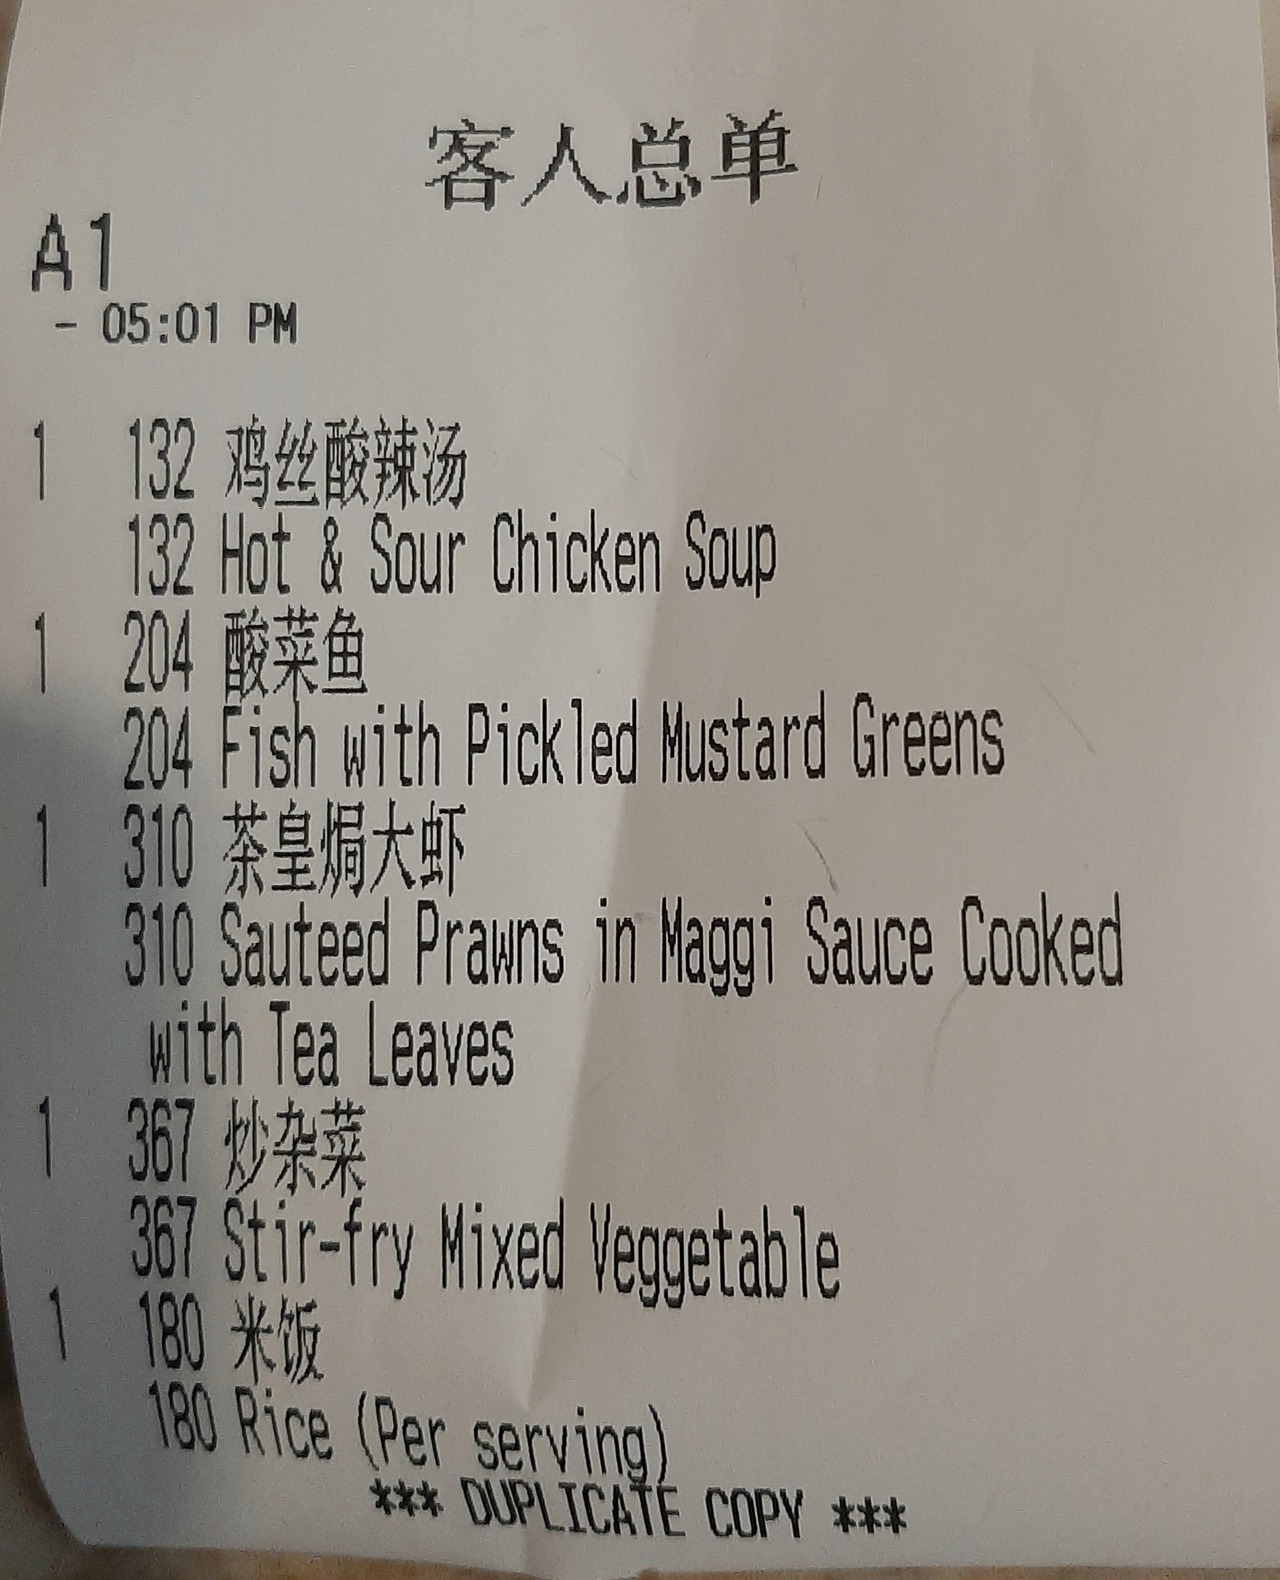 客人总单
A1
- 05:01 PM
1 132 鸡丝酸辣汤
132 Hot & Sour Chicken Soup
1 204 酸菜鱼
204 Fish with Pickled Mustard Greens
1 310 茶皇焗大虾
310 Sauteed Prawns in Maggi Sauce Cooked
with Tea Leaves
1 367 炒杂菜
367 Stir-fry Mixed Veggetable
1 180 米饭
180 Rice (Per serving)
*** DUPLICATE COPY ***